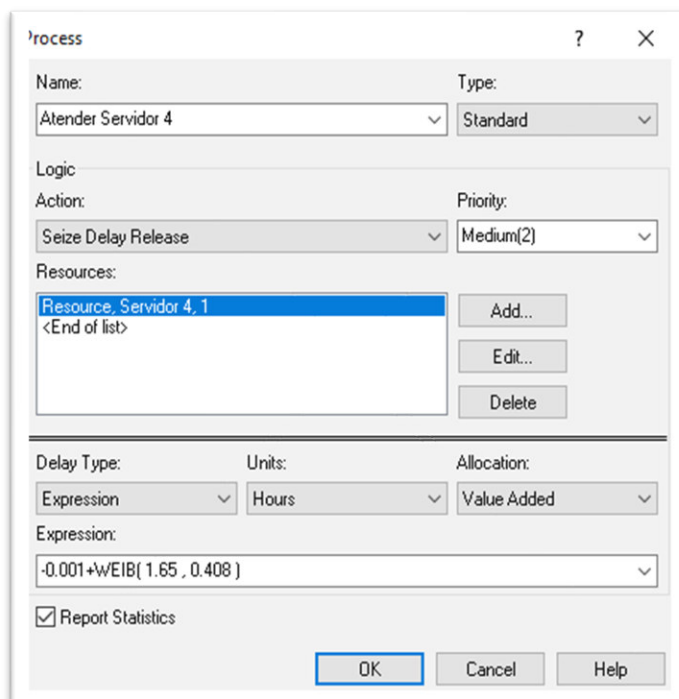 Process
? X
Name: Type:
Atender Servidor 4 Standard
Logic
Action: Priority:
Seize Delay Release Medium(2)
Resources:
Resource, Servidor 4, 1
<End of list>
Add...
Edit...
Delete
Delay Type: Units: Allocation:
Expression Hours Value Added
Expression:
-0.001+WEIB( 1.65 , 0.408 )
Report Statistics
OK Cancel Help